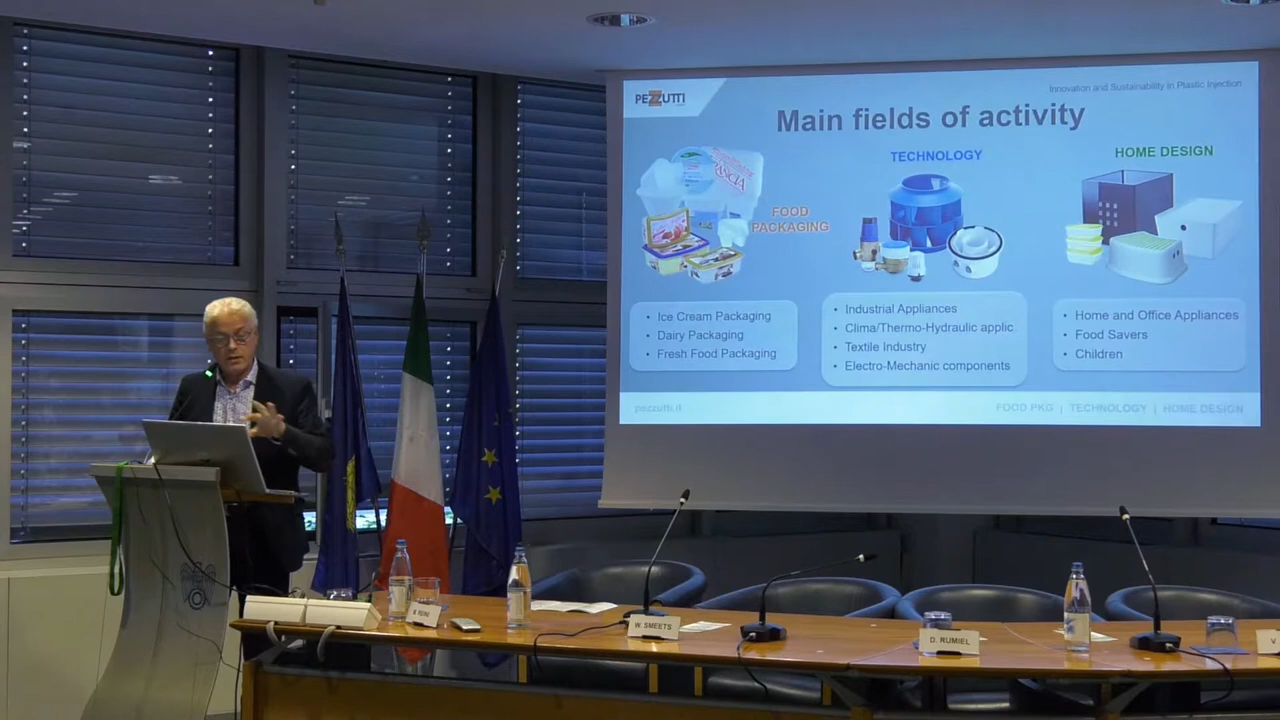 PEZZUTTI
Innovation and Sustainability in Plastic Injection
Main fields of activity
FOOD
PACKAGING
TECHNOLOGY
HOME DESIGN
• Ice Cream Packaging
• Dairy Packaging
• Fresh Food Packaging
• Industrial Appliances
• Clima/Thermo-Hydraulic applic
• Textile Industry
• Electro-Mechanic components
• Home and Office Appliances
• Food Savers
• Children
pezzutti.it
FOOD PKG | TECHNOLOGY | HOME DESIGN
W. SMEETS
D. RUMIEL
V.